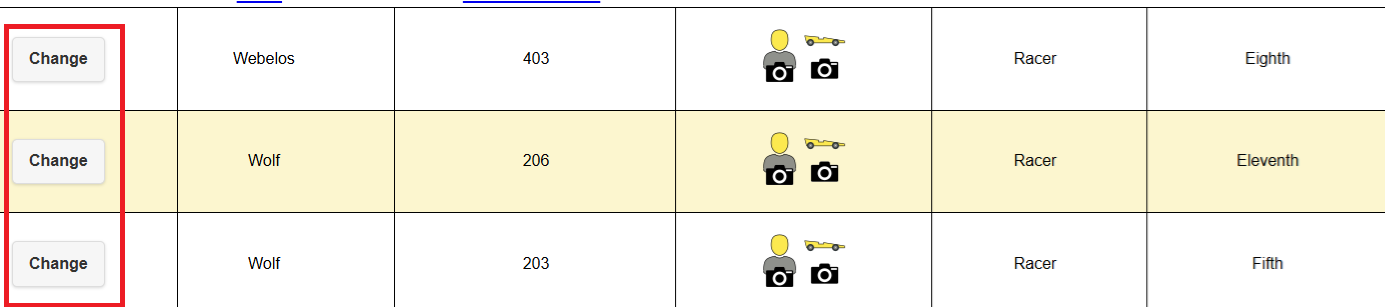 Change Webelos 403 Racer Eighth
Change Wolf 206 Racer Eleventh
Change Wolf 203 Racer Fifth